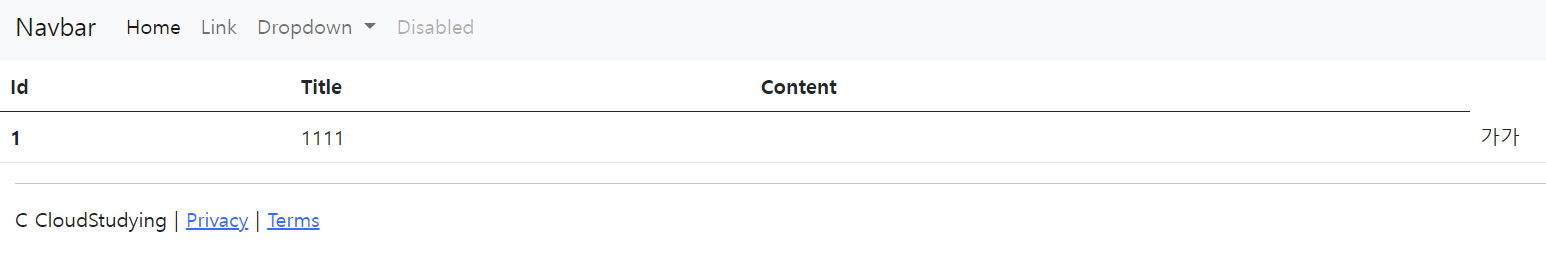 Navbar Home Link Dropdown Disabled
Id Title Content
1 1111 가가
C CloudStudying | Privacy | Terms